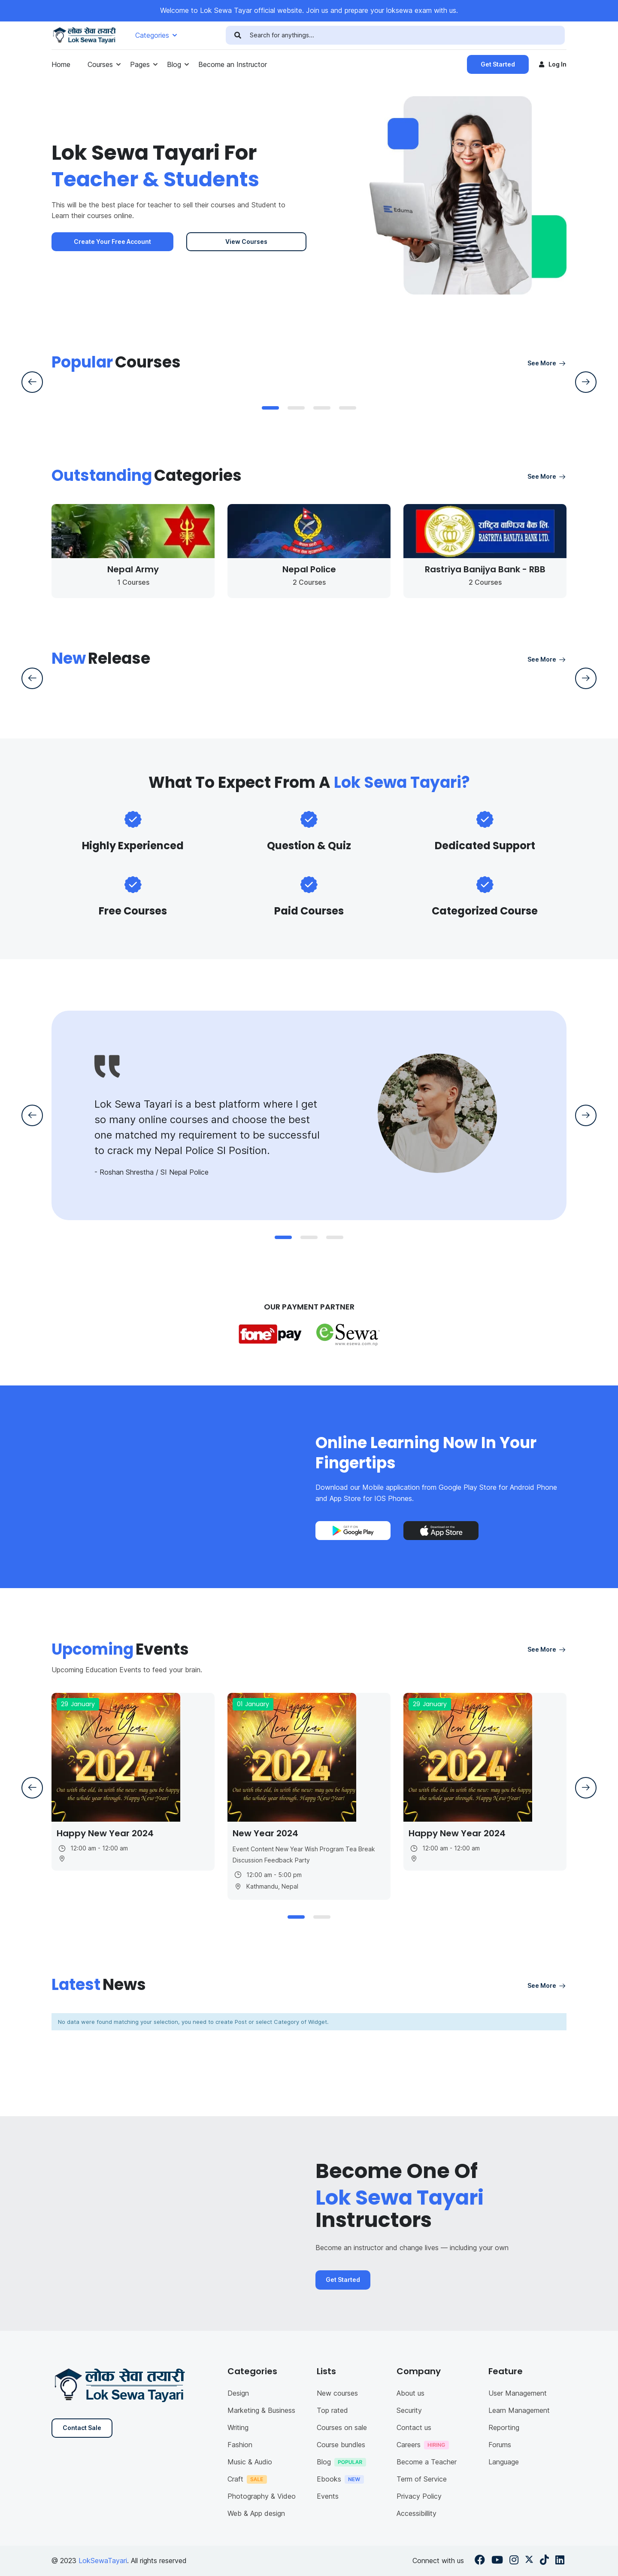 Welcome to Lok Sewa Tayar official website. Join us and prepare your loksewa exam with us.
लोक सेवा तयारी
Lok Sewa Tayari
Categories
Search for anything...
Home
Courses
Pages
Blog
Become an Instructor
Get Started
Log In
Lok Sewa Tayari For
Teacher & Students
This will be the best place for teacher to sell their courses and Student to
Learn their courses online.
Create Your Free Account
View Courses
Eduma
Popular Courses
See More
Outstanding Categories
See More
राष्ट्रिय वाणिज्य बैंक लि.
RASTRIYA BANIJYA BANK LTD.
Nepal Army
1 Courses
Nepal Police
2 Courses
Rastriya Banijya Bank - RBB
2 Courses
New Release
See More
What To Expect From A Lok Sewa Tayari?
Highly Experienced
Question & Quiz
Dedicated Support
Free Courses
Paid Courses
Categorized Course
Lok Sewa Tayari is a best platform where I get
so many online courses and choose the best
one matched my requirement to be successful
to crack my Nepal Police SI Position.
- Roshan Shrestha / SI Nepal Police
OUR PAYMENT PARTNER
fonepay
eSewa
www.esewa.com.np
Online Learning Now In Your
Fingertips
Download our Mobile application from Google Play Store for Android Phone
and App Store for IOS Phones.
GET IT ON
Google Play
Download on the
App Store
Upcoming Events
Upcoming Education Events to feed your brain.
See More
29 January
Happy New Year
2024
Out with the old, in with the new: may you be happy
the whole year through. Happy New Year!
Happy New Year 2024
12:00 am - 12:00 am
01 January
Happy New Year
2024
Out with the old, in with the new: may you be happy
the whole year through. Happy New Year!
New Year 2024
Event Content New Year Wish Program Tea Break
Discussion Feedback Party
12:00 am - 5:00 pm
Kathmandu, Nepal
29 January
Happy New Year
2024
Out with the old, in with the new: may you be happy
the whole year through. Happy New Year!
Happy New Year 2024
12:00 am - 12:00 am
Latest News
See More
No data were found matching your selection, you need to create Post or select Category of Widget.
Become One Of
Lok Sewa Tayari
Instructors
Become an instructor and change lives — including your own
Get Started
लोक सेवा तयारी
Lok Sewa Tayari
Contact Sale
Categories
Design
Marketing & Business
Writing
Fashion
Music & Audio
Craft SALE
Photography & Video
Web & App design
Lists
New courses
Top rated
Courses on sale
Course bundles
Blog POPULAR
Ebooks NEW
Events
Company
About us
Security
Contact us
Careers HIRING
Become a Teacher
Term of Service
Privacy Policy
Accessibillity
Feature
User Management
Learn Management
Reporting
Forums
Language
@ 2023 LokSewaTayari. All rights reserved
Connect with us